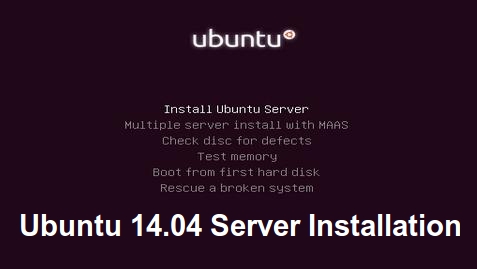 ubuntu
Install Ubuntu Server
Multiple server install with MAAS
Check disc for defects
Test memory
Boot from first hard disk
Rescue a broken system
Ubuntu 14.04 Server Installation